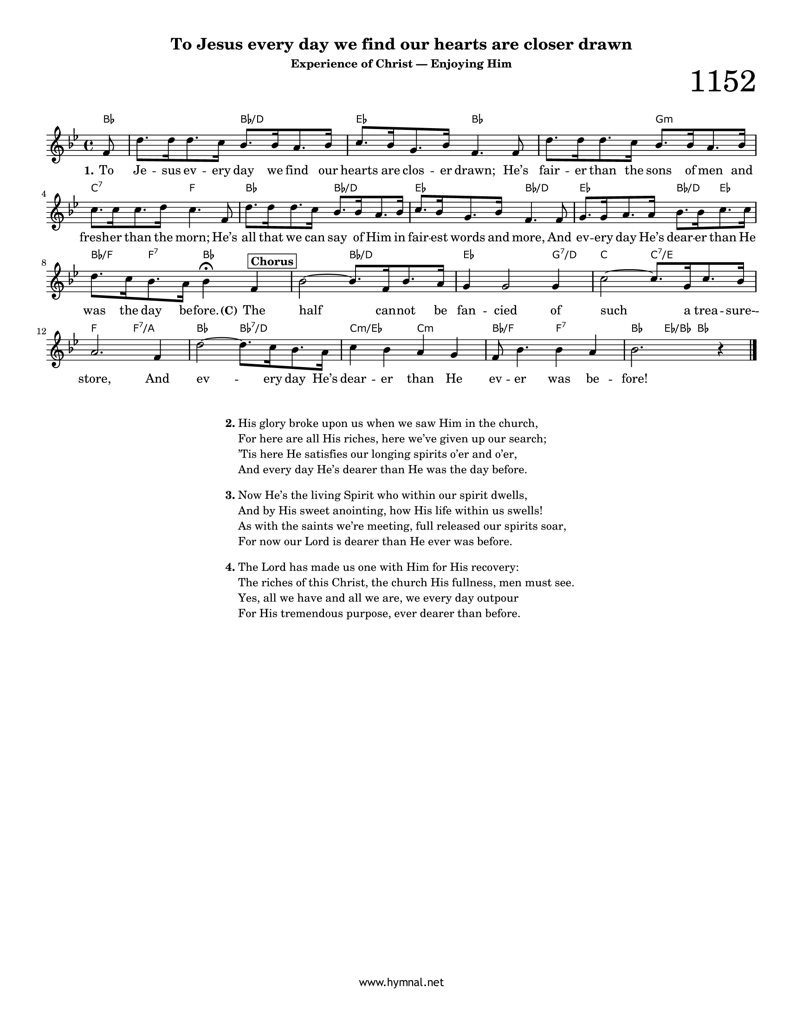 To Jesus every day we find our hearts are closer drawn
Experience of Christ — Enjoying Him
1152
B♭ B♭/D E♭ B♭ Gm
1. To Je - sus ev - ery day we find our hearts are clos - er drawn; He's fair - er than the sons of men and
4 C7 F B♭ B♭/D E♭ B♭/D E♭ B♭/D E♭
fresher than the morn; He's all that we can say of Him in fair-est words and more, And ev-ery day He's dear-er than He
8 B♭/F F7 B♭ Chorus B♭/D E♭ G7/D C C7/E
was the day before. (C) The half cannot be fan - cied of such a trea - sure--
12 F F7/A B♭ B♭7/D Cm/E♭ Cm B♭/F F7 B♭ E♭/B♭ B♭
store, And ev - ery day He's dear - er than He ev - er was be - fore!
2. His glory broke upon us when we saw Him in the church,
For here are all His riches, here we've given up our search;
'Tis here He satisfies our longing spirits o'er and o'er,
And every day He's dearer than He was the day before.
3. Now He's the living Spirit who within our spirit dwells,
And by His sweet anointing, how His life within us swells!
As with the saints we're meeting, full released our spirits soar,
For now our Lord is dearer than He ever was before.
4. The Lord has made us one with Him for His recovery:
The riches of this Christ, the church His fullness, men must see.
Yes, all we have and all we are, we every day outpour
For His tremendous purpose, ever dearer than before.
www.hymnal.net